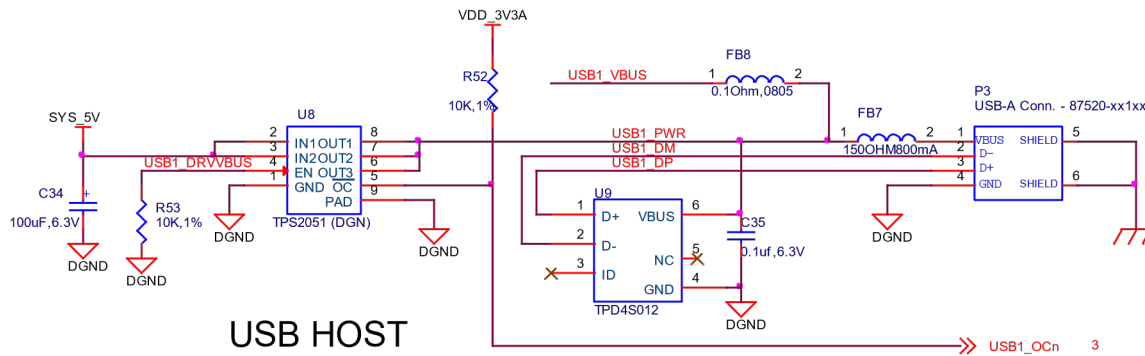 VDD_3V3A
FB8
USB1_VBUS
1
2
0.1Ohm,0805
R52
10K,1%
P3
USB-A Conn. - 87520-xx1xx
FB7
U8
SYS_5V
2
IN1
OUT1
8
3
IN2
OUT2
7
USB1_DRVVBUS
4
EN
OUT3
6
1
GND
OC
5
PAD
9
TPS2051 (DGN)
USB1_PWR
USB1_DM
USB1_DP
1
2
150OHM800mA
1
VBUS
SHIELD
5
2
D-
3
D+
4
GND
SHIELD
6
C34
+
100uF,6.3V
R53
10K,1%
DGND
DGND
DGND
DGND
DGND
U9
1
D+
VBUS
6
2
D-
NC
5
3
ID
GND
4
TPD4S012
C35
0.1uf,6.3V
DGND
USB HOST
USB1_OCn
3